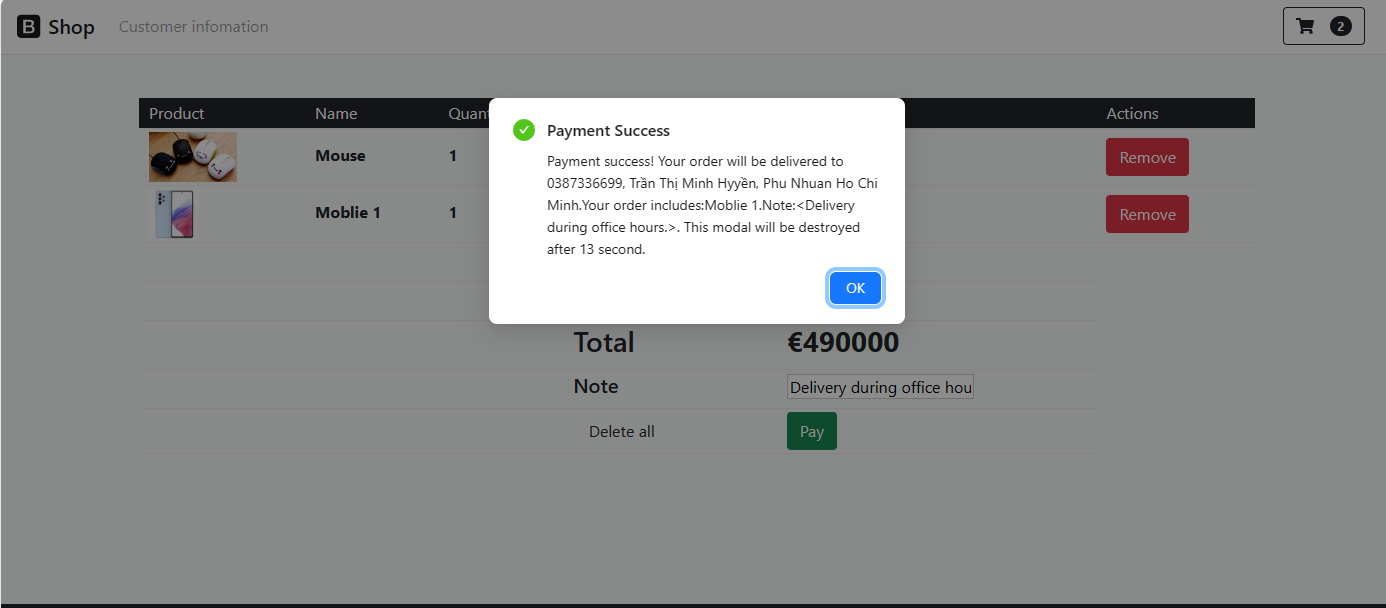 B Shop Customer infomation 2
Product Name Quant Actions
Mouse 1 Remove
Moblie 1 1 Remove
Payment Success
Payment success! Your order will be delivered to
0387336699, Trần Thị Minh Hyyền, Phu Nhuan Ho Chi
Minh.Your order includes:Moblie 1.Note:<Delivery
during office hours.>. This modal will be destroyed
after 13 second.
OK
Total €490000
Note Delivery during office hou
Delete all Pay